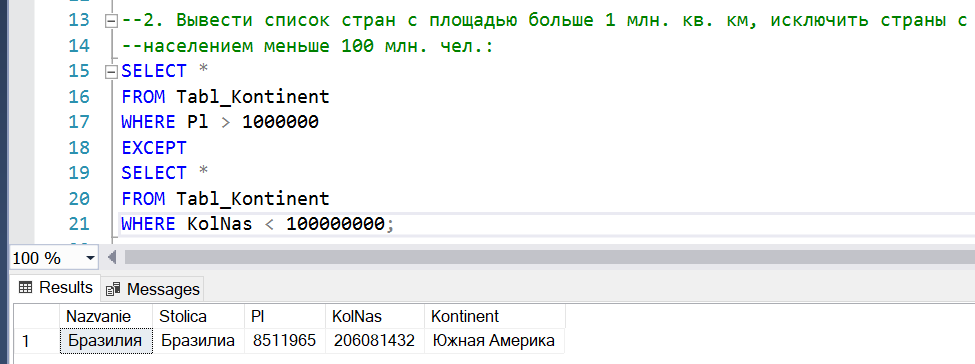 13 --2. Вывести список стран с площадью больше 1 млн. кв. км, исключить страны с
14 --населением меньше 100 млн. чел.:
15 SELECT *
16 FROM Tabl_Kontinent
17 WHERE Pl > 1000000
18 EXCEPT
19 SELECT *
20 FROM Tabl_Kontinent
21 WHERE KolNas < 100000000;
100 %
Results Messages
Nazvanie Stolica Pl KolNas Kontinent
1 Бразилия Бразилиа 8511965 206081432 Южная Америка